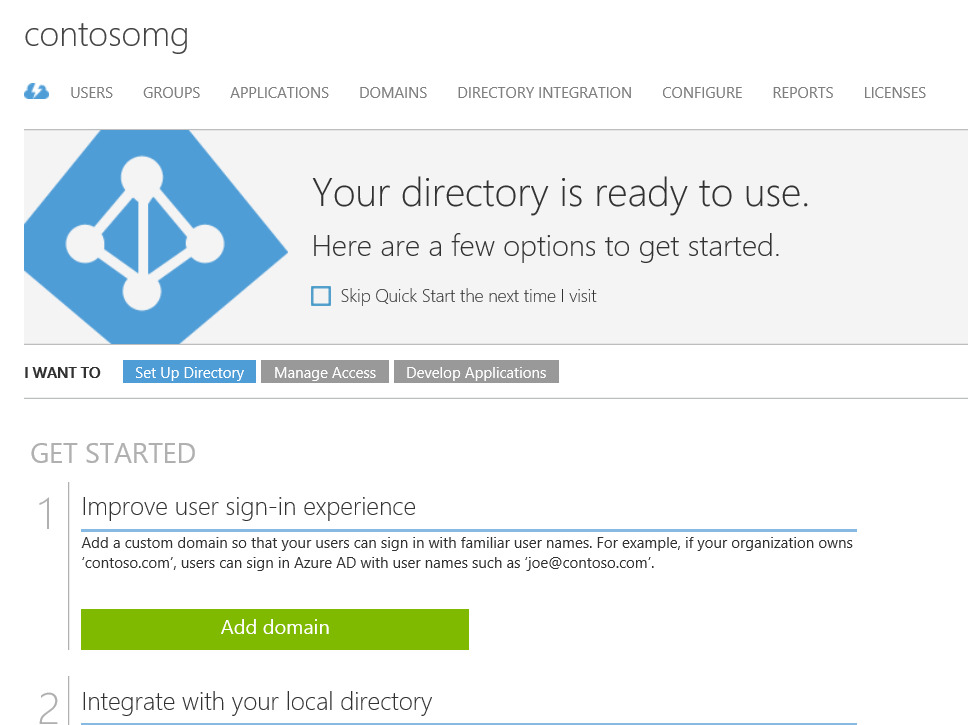 contosomg
USERS GROUPS APPLICATIONS DOMAINS DIRECTORY INTEGRATION CONFIGURE REPORTS LICENSES
Your directory is ready to use.
Here are a few options to get started.
Skip Quick Start the next time I visit
I WANT TO Set Up Directory Manage Access Develop Applications
GET STARTED
1 Improve user sign-in experience
Add a custom domain so that your users can sign in with familiar user names. For example, if your organization owns
‘contoso.com’, users can sign in Azure AD with user names such as ‘joe@contoso.com’.
Add domain
2 Integrate with your local directory